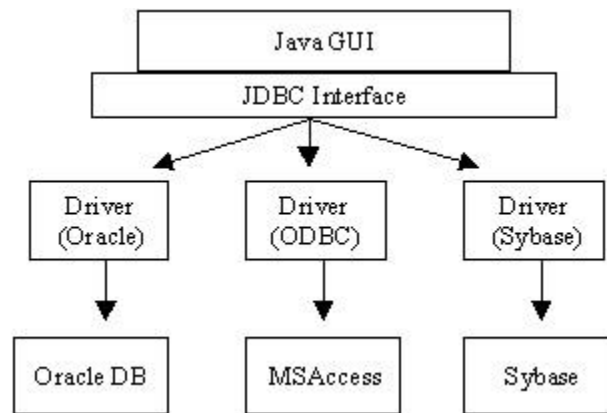 Java GUI
JDBC Interface
Driver
(Oracle)
Driver
(ODBC)
Driver
(Sybase)
Oracle DB
MSAccess
Sybase